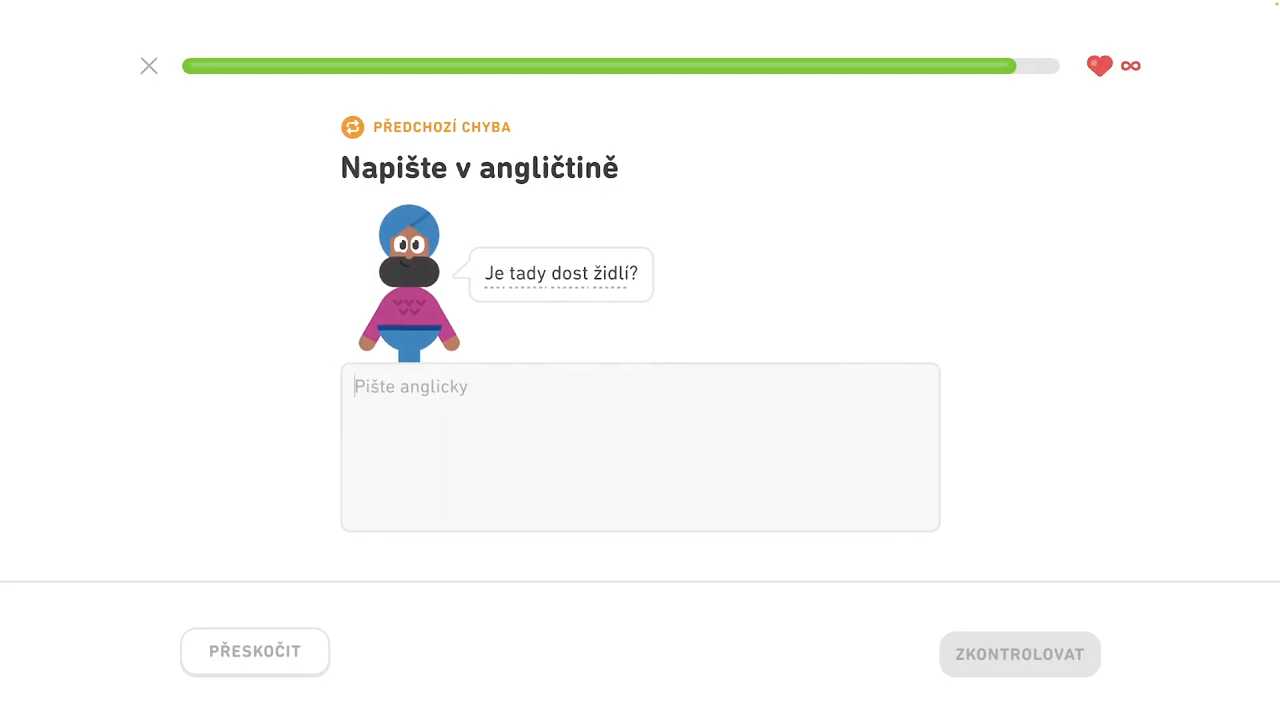 ∞
PŘEDCHOZÍ CHYBA
Napište v angličtině
Je tady dost židlí?
Pište anglicky
PŘESKOČIT
ZKONTROLOVAT